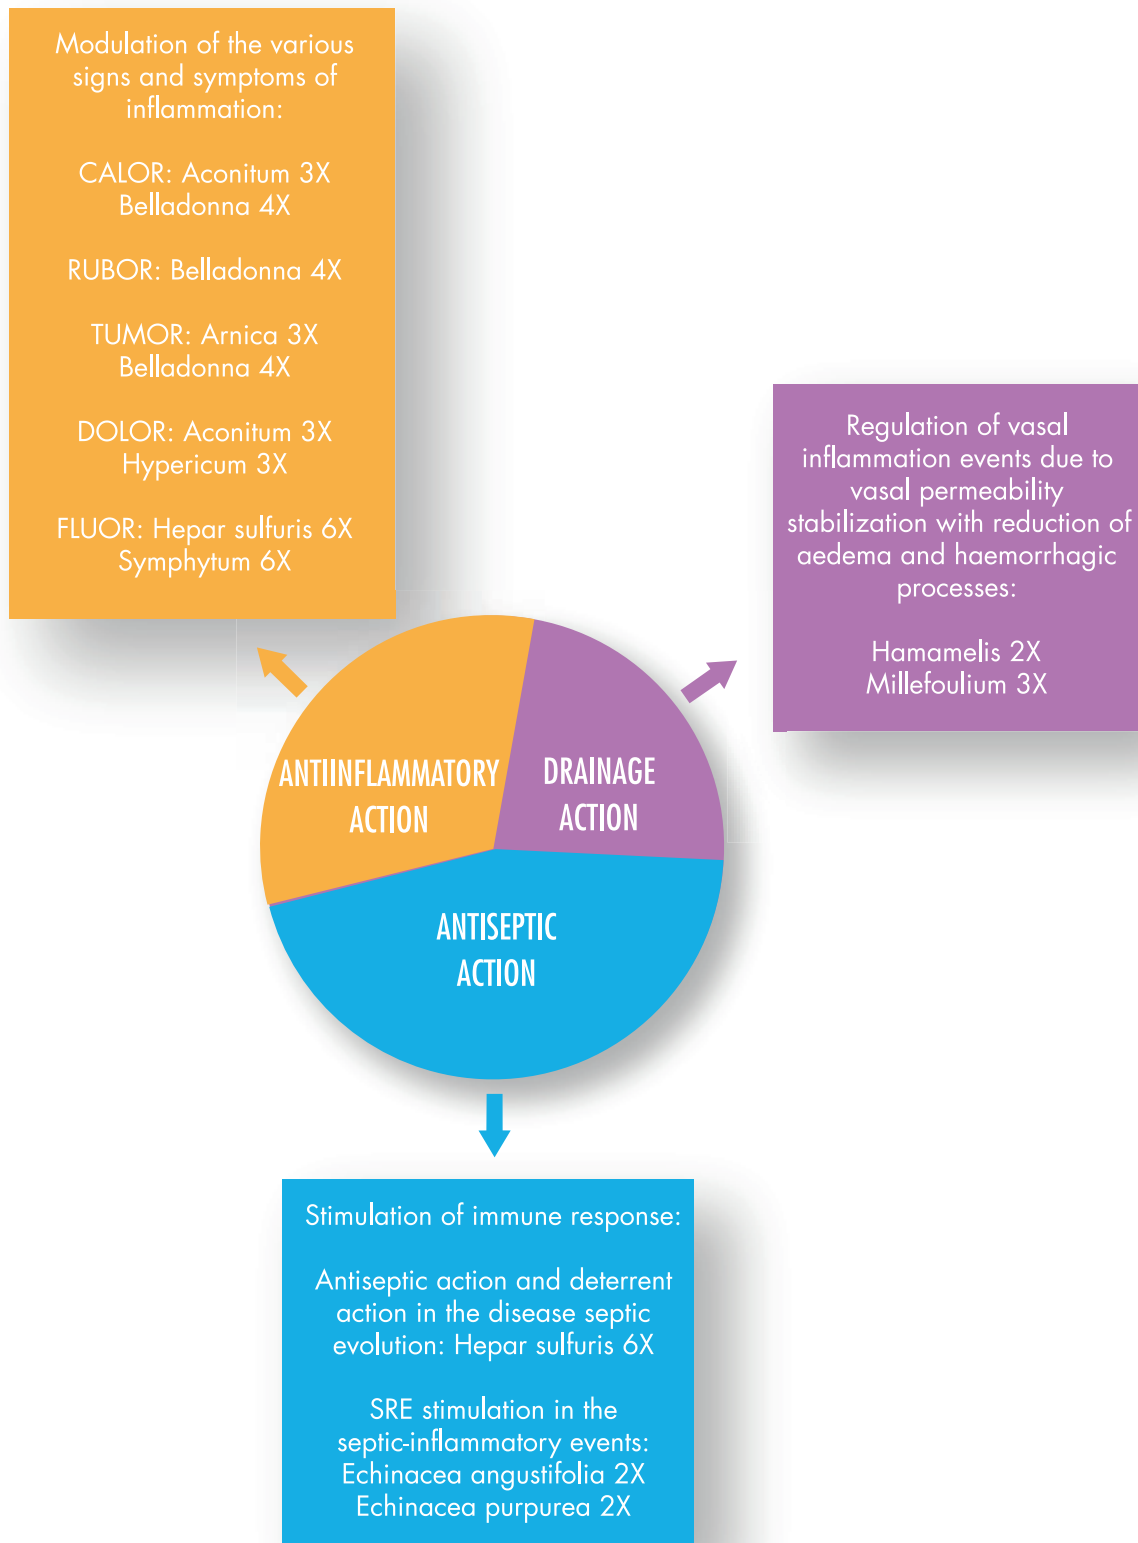 Modulation of the various
signs and symptoms of
inflammation:
CALOR: Aconitum 3X
Belladonna 4X
RUBOR: Belladonna 4X
TUMOR: Arnica 3X
Belladonna 4X
DOLOR: Aconitum 3X
Hypericum 3X
FLUOR: Hepar sulfuris 6X
Symphytum 6X
Regulation of vasal
inflammation events due to
vasal permeability
stabilization with reduction of
aedema and haemorrhagic
processes:
Hamamelis 2X
Millefoulium 3X
ANTIINFLAMMATORY
ACTION
DRAINAGE
ACTION
ANTISEPTIC
ACTION
Stimulation of immune response:
Antiseptic action and deterrent
action in the disease septic
evolution: Hepar sulfuris 6X
SRE stimulation in the
septic-inflammatory events:
Echinacea angustifolia 2X
Echinacea purpurea 2X